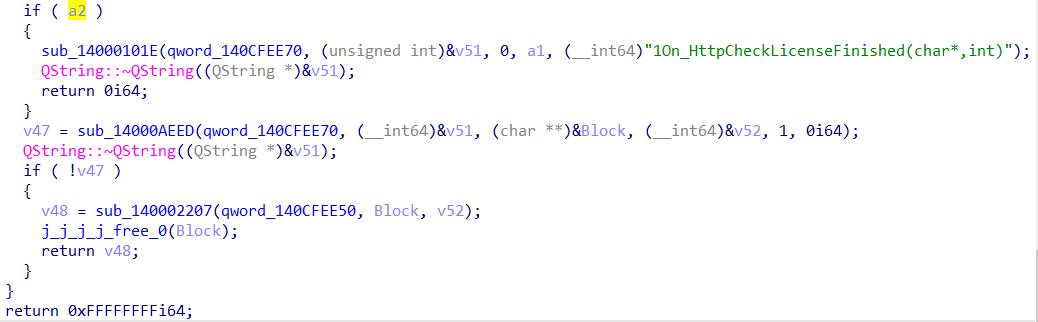 if ( a2 )
{
sub_14000101E(qword_140CFEE70, (unsigned int)&v51, 0, a1, (__int64)"1On_HttpCheckLicenseFinished(char*,int)");
QString::~QString((QString *)&v51);
return 0i64;
}
v47 = sub_14000AEED(qword_140CFEE70, (__int64)&v51, (char **)&Block, (__int64)&v52, 1, 0i64);
QString::~QString((QString *)&v51);
if ( !v47 )
{
v48 = sub_140002207(qword_140CFEE50, Block, v52);
j_j_j_j_free_0(Block);
return v48;
}
}
return 0xFFFFFFFFi64;